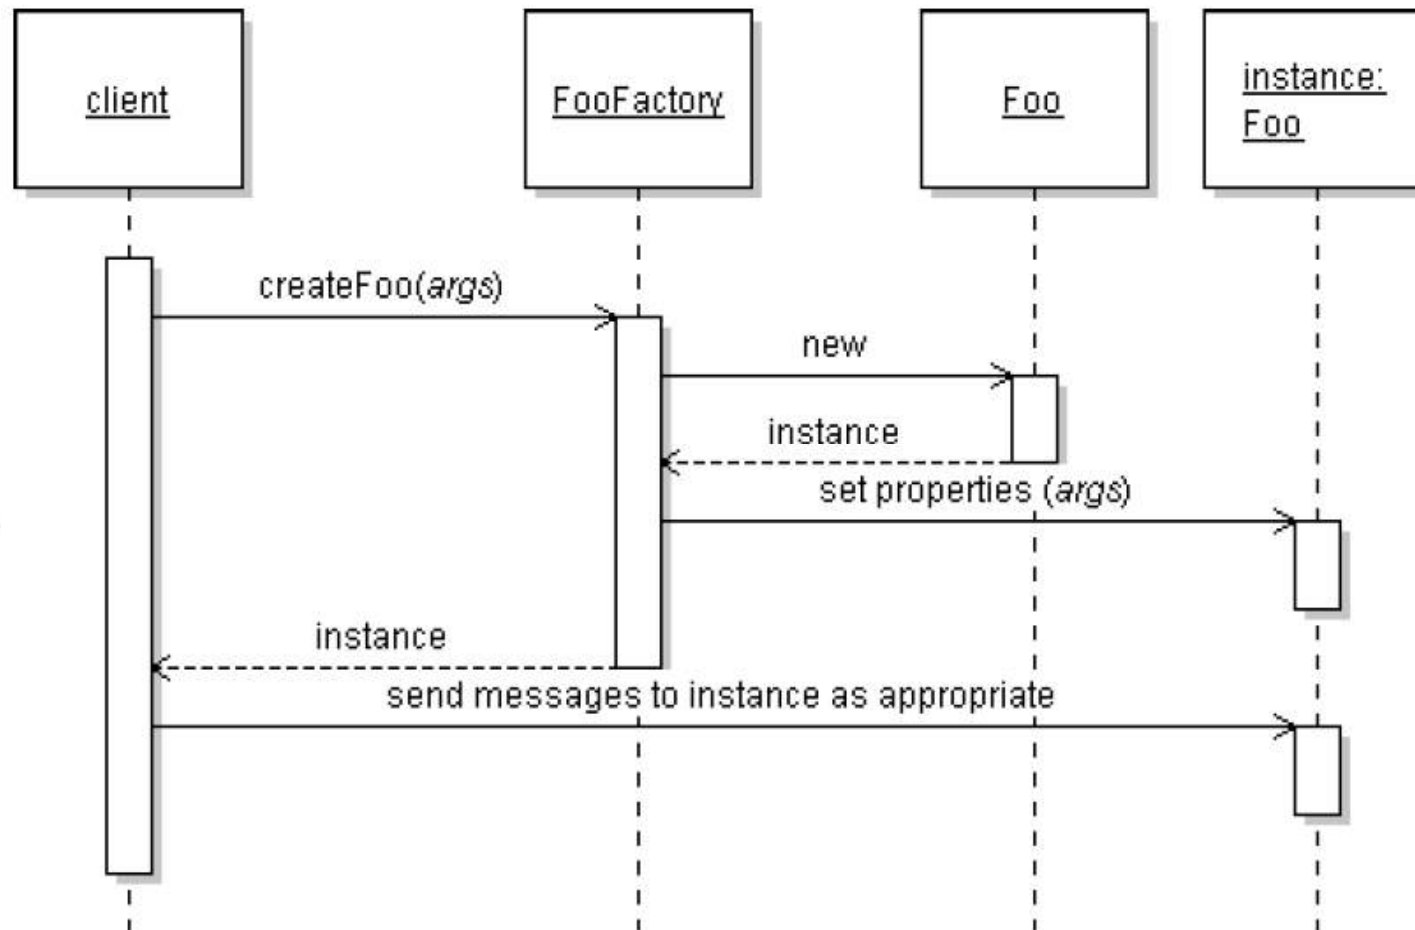 client
FooFactory
Foo
instance:
Foo
createFoo(args)
new
instance
set properties (args)
instance
send messages to instance as appropriate